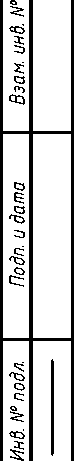 Взам. инв. №
Подп. и дата
Инв. № подл.